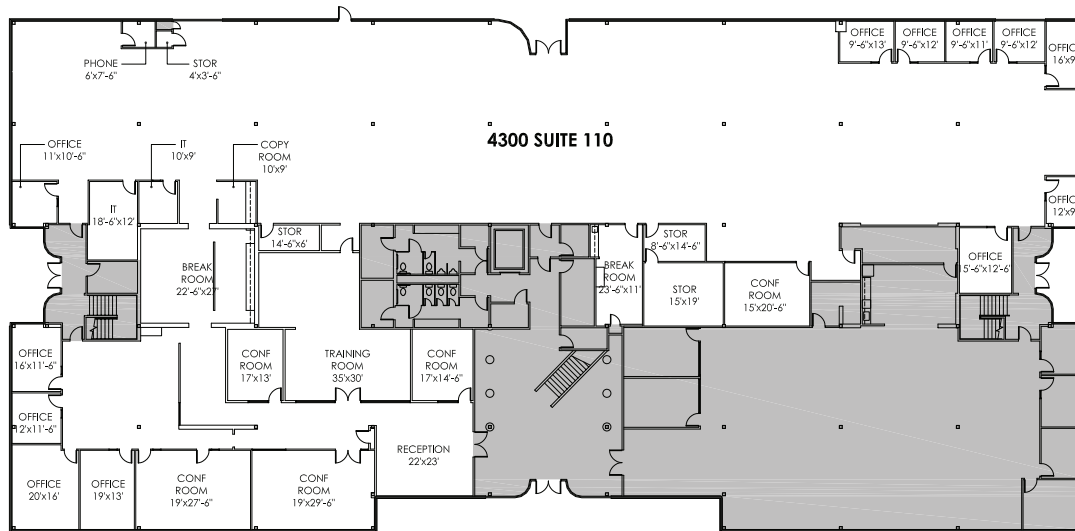 OFFICE
9'-6"x13'
OFFICE
9'-6"x12'
OFFICE
9'-6"x11'
OFFICE
9'-6"x12'
OFFIC
16'x9
PHONE
6'x7'-6"
STOR
4'x3'-6"
4300 SUITE 110
OFFICE
11'x10'-6"
IT
10'x9'
COPY
ROOM
10'x9'
IT
18'-6"x12'
OFFIC
12'x9
STOR
14'-6"x6'
STOR
8'-6"x14'-6"
BREAK
ROOM
22'-6"x27'
BREAK
ROOM
23'-6"x11'
STOR
15'x19'
CONF
ROOM
15'x20'-6"
OFFICE
15'-6"x12'-6"
OFFICE
16'x11'-6"
CONF
ROOM
17'x13'
TRAINING
ROOM
35'x30'
CONF
ROOM
17'x14'-6"
OFFICE
12'x11'-6"
RECEPTION
22'x23'
OFFICE
20'x16'
OFFICE
19'x13'
CONF
ROOM
19'x27'-6"
CONF
ROOM
19'x29'-6"